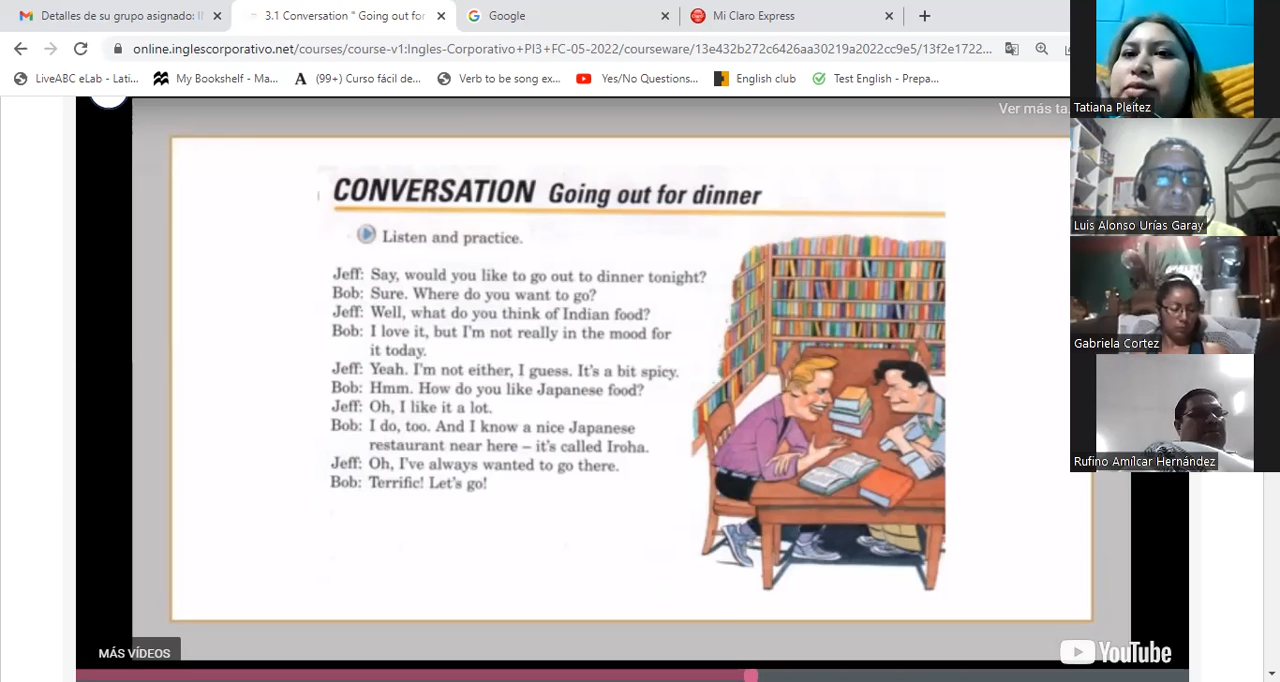 Detalles de su grupo asignado: I
3.1 Conversation " Going out for
Google
Mi Claro Express
online.inglescorporativo.net/courses/course-v1:Ingles-Corporativo+PI3+FC-05-2022/courseware/13e432b272c6426aa30219a2022cc9e5/13f2e1722...
LiveABC eLab - Lati...
My Bookshelf - Ma...
(99+) Curso fácil de...
Verb to be song ex...
Yes/No Questions...
English club
Test English - Prepa...
Ver más ta
CONVERSATION Going out for dinner
Listen and practice.
Jeff: Say, would you like to go out to dinner tonight?
Bob: Sure. Where do you want to go?
Jeff: Well, what do you think of Indian food?
Bob: I love it, but I'm not really in the mood for
it today.
Jeff: Yeah. I'm not either, I guess. It's a bit spicy.
Bob: Hmm. How do you like Japanese food?
Jeff: Oh, I like it a lot.
Bob: I do, too. And I know a nice Japanese
restaurant near here – it's called Iroha.
Jeff: Oh, I've always wanted to go there.
Bob: Terrific! Let's go!
MÁS VÍDEOS
YouTube
Tatiana Pleítez
Luis Alonso Urías Garay
Gabriela Cortez
Rufino Amílcar Hernández